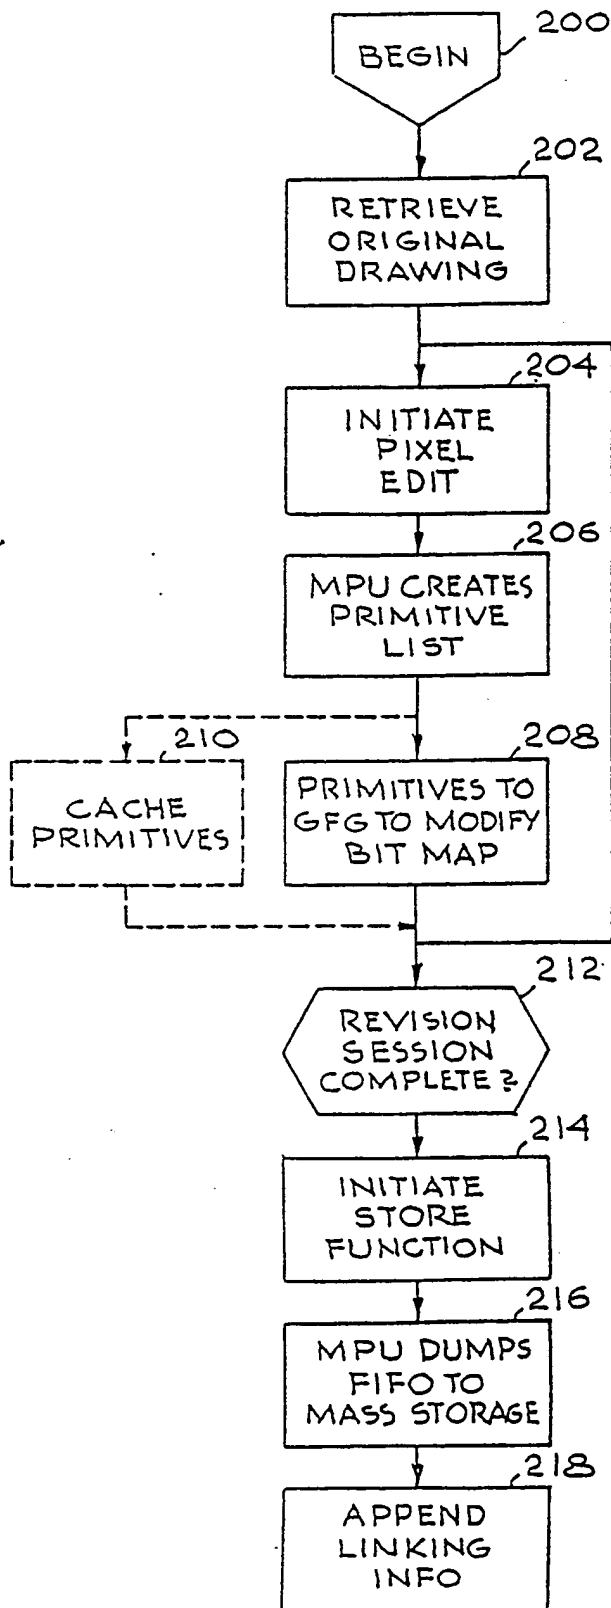 200
BEGIN
202
RETRIEVE
ORIGINAL
DRAWING
204
INITIATE
PIXEL
EDIT
206
MPU CREATES
PRIMITIVE
LIST
210
CACHE
PRIMITIVES
208
PRIMITIVES TO
GFG TO MODIFY
BIT MAP
212
REVISION
SESSION
COMPLETE?
214
INITIATE
STORE
FUNCTION
216
MPU DUMPS
FIFO TO
MASS STORAGE
218
APPEND
LINKING
INFO